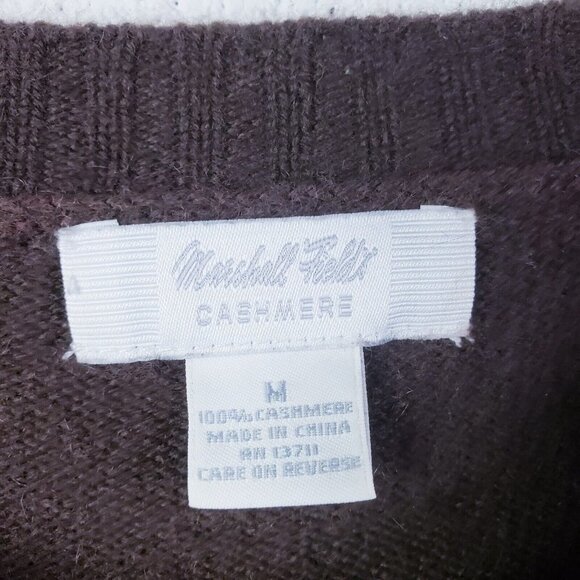 Marshall Field's
CASHMERE
M
100% CASHMERE
MADE IN CHINA
RN 13711
CARE ON REVERSE